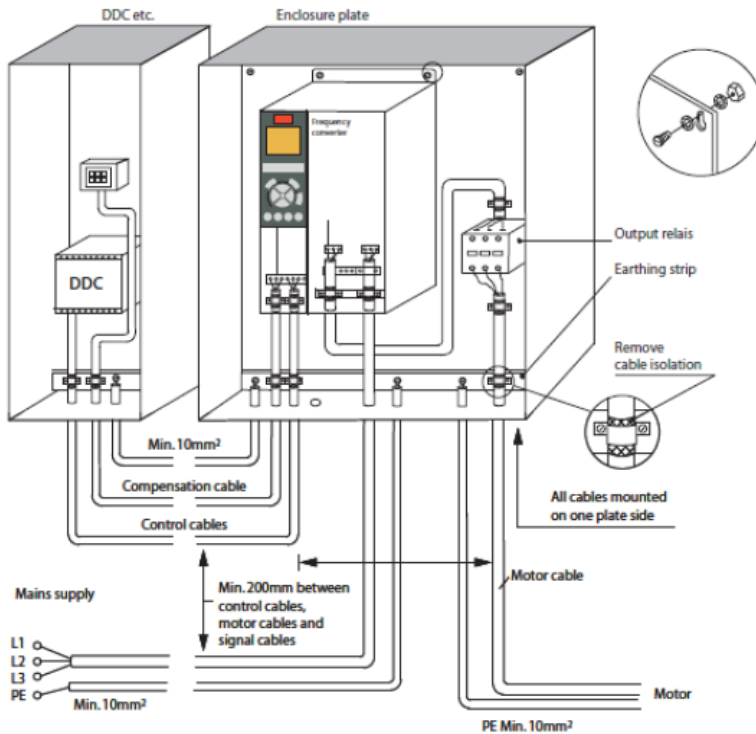 DDC etc.
Enclosure plate
Frequency
converter
DDC
Output relais
Earthing strip
Remove
cable isolation
Min. 10mm²
Compensation cable
Control cables
All cables mounted
on one plate side
Mains supply
Min. 200mm between
control cables,
motor cables and
signal cables
Motor cable
L1
L2
L3
PE
Min. 10mm²
Motor
PE Min. 10mm²